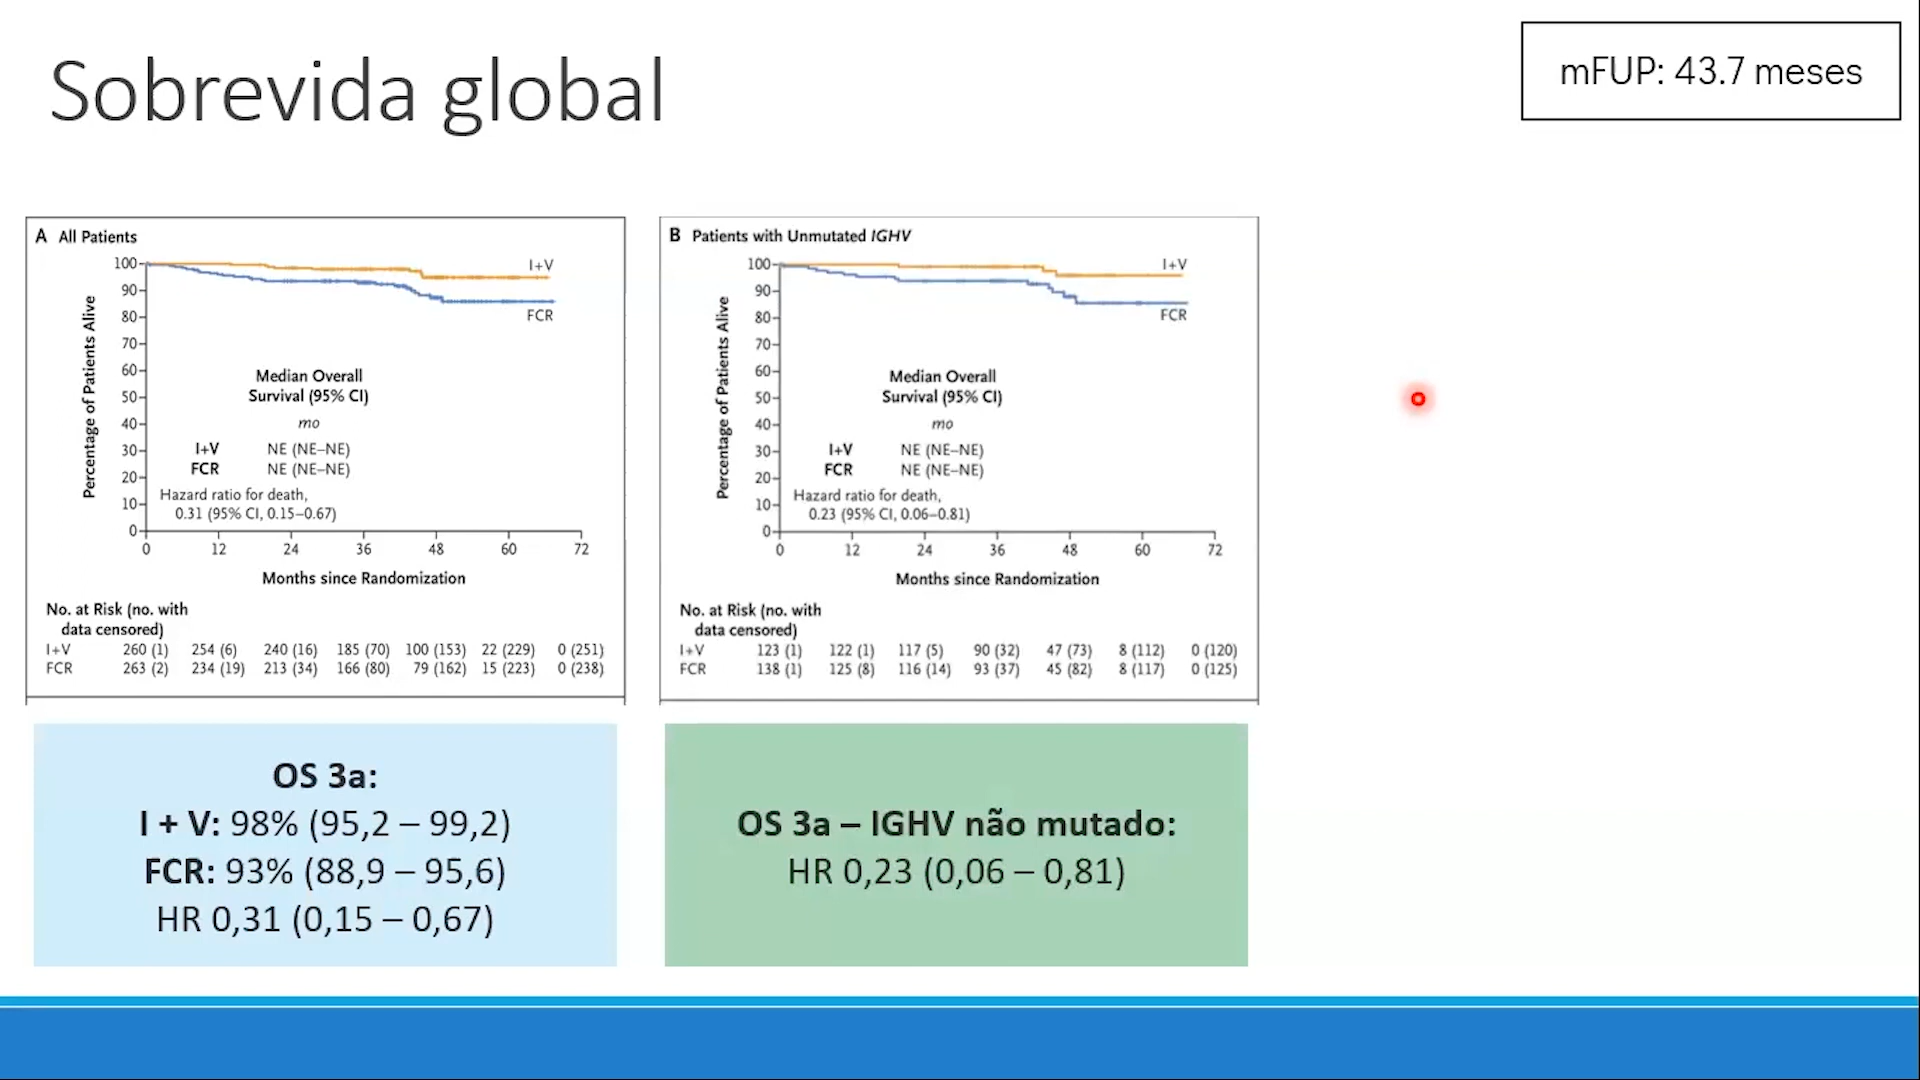 Sobrevida global
mFUP: 43.7 meses
A All Patients
100
90
80
70
60
50
40
30
20
10
0
Percentage of Patients Alive
I+V
FCR
Median Overall
Survival (95% CI)
mo
I+V NE (NE–NE)
FCR NE (NE–NE)
Hazard ratio for death,
0.31 (95% CI, 0.15–0.67)
0 12 24 36 48 60 72
Months since Randomization
No. at Risk (no. with
data censored)
I+V 260 (1) 254 (6) 240 (16) 185 (70) 100 (153) 22 (229) 0 (251)
FCR 263 (2) 234 (19) 213 (34) 166 (80) 79 (162) 15 (223) 0 (238)
B Patients with Unmutated IGHV
100
90
80
70
60
50
40
30
20
10
0
Percentage of Patients Alive
I+V
FCR
Median Overall
Survival (95% CI)
mo
I+V NE (NE–NE)
FCR NE (NE–NE)
Hazard ratio for death,
0.23 (95% CI, 0.06–0.81)
0 12 24 36 48 60 72
Months since Randomization
No. at Risk (no. with
data censored)
I+V 123 (1) 122 (1) 117 (5) 90 (32) 47 (73) 8 (112) 0 (120)
FCR 138 (1) 125 (8) 116 (14) 93 (37) 45 (82) 8 (117) 0 (125)
OS 3a:
I + V: 98% (95,2 – 99,2)
FCR: 93% (88,9 – 95,6)
HR 0,31 (0,15 – 0,67)
OS 3a – IGHV não mutado:
HR 0,23 (0,06 – 0,81)